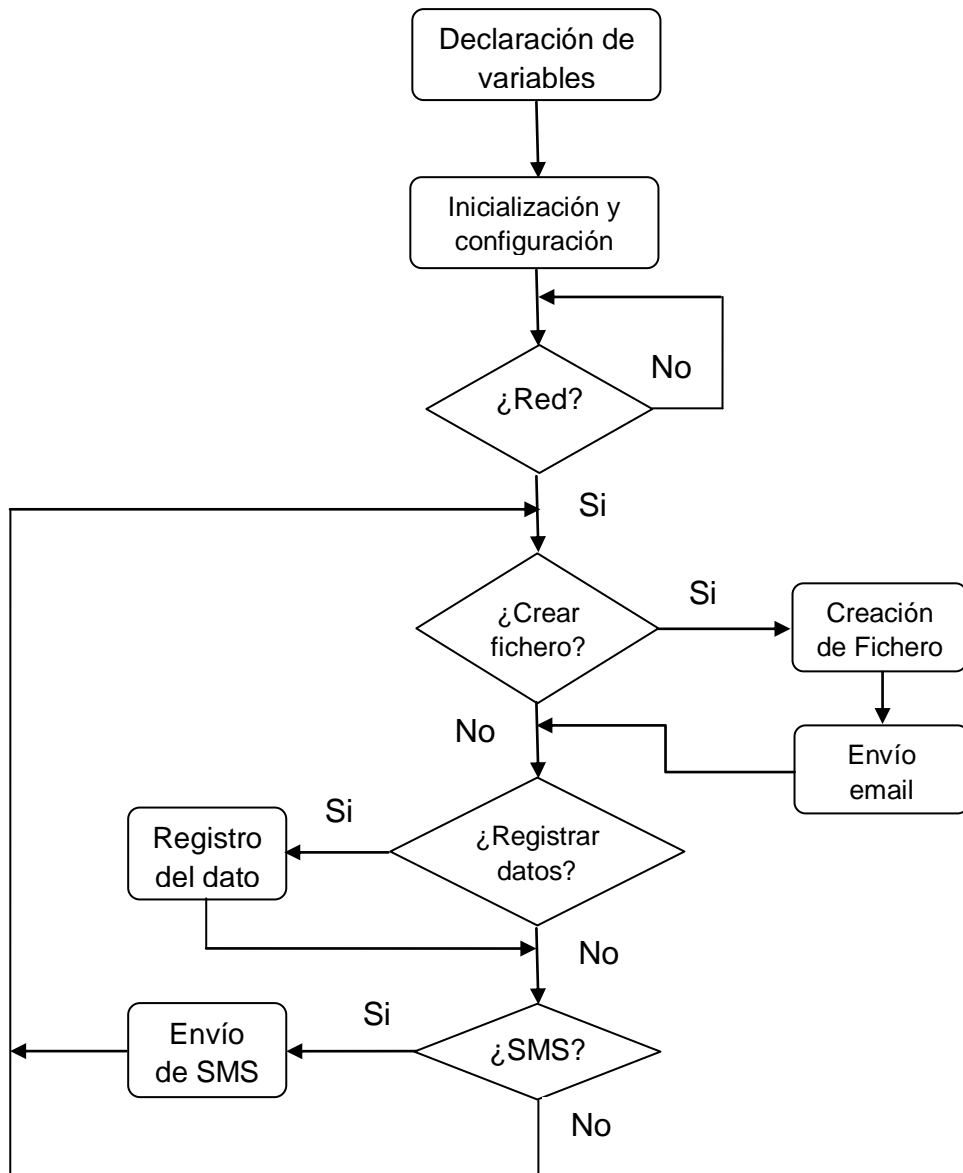 Declaración de
variables
Inicialización y
configuración
No
¿Red?
Si
Si
¿Crear
fichero?
Creación
de Fichero
No
Envío
email
Si
Registro
del dato
¿Registrar
datos?
No
Si
Envío
de SMS
¿SMS?
No